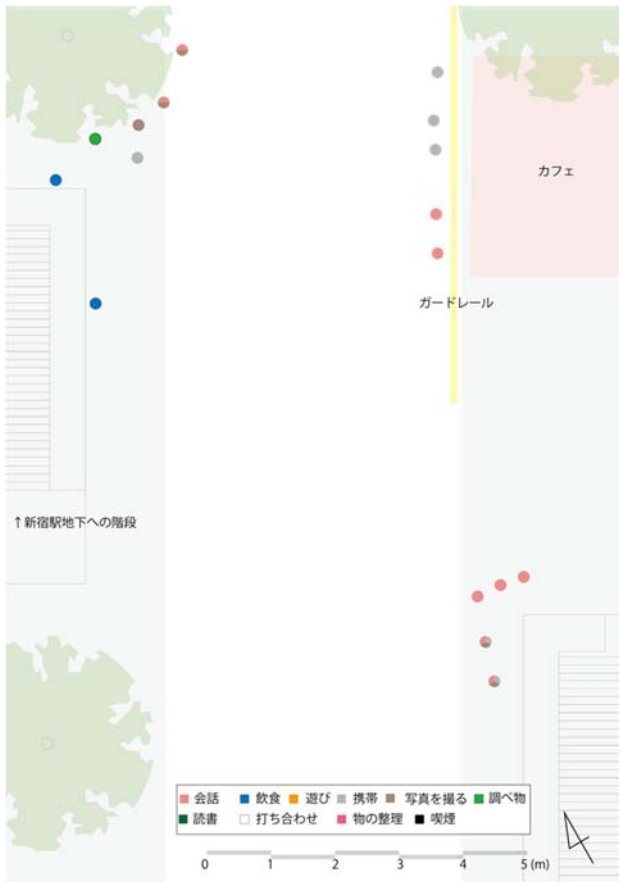 カフェ
ガードレール
↑新宿駅地下への階段
会話 飲食 遊び 携帯 写真を撮る 調べ物
読書 打ち合わせ 物の整理 喫煙
0 1 2 3 4 5 (m)